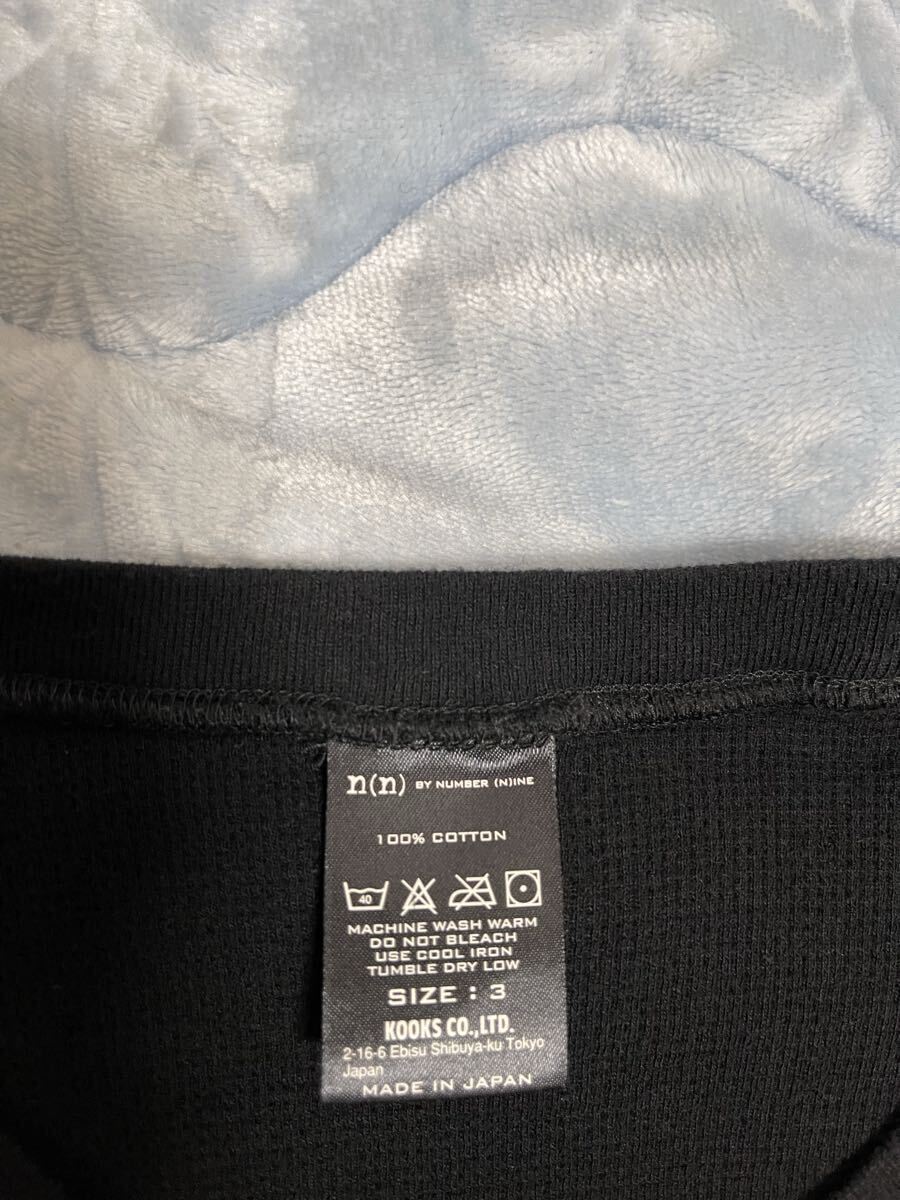 n(n) BY NUMBER (N)INE
100% COTTON
40
MACHINE WASH WARM
DO NOT BLEACH
USE COOL IRON
TUMBLE DRY LOW
SIZE : 3
KOOKS CO.,LTD.
2-16-6 Ebisu Shibuya-ku Tokyo
Japan
MADE IN JAPAN